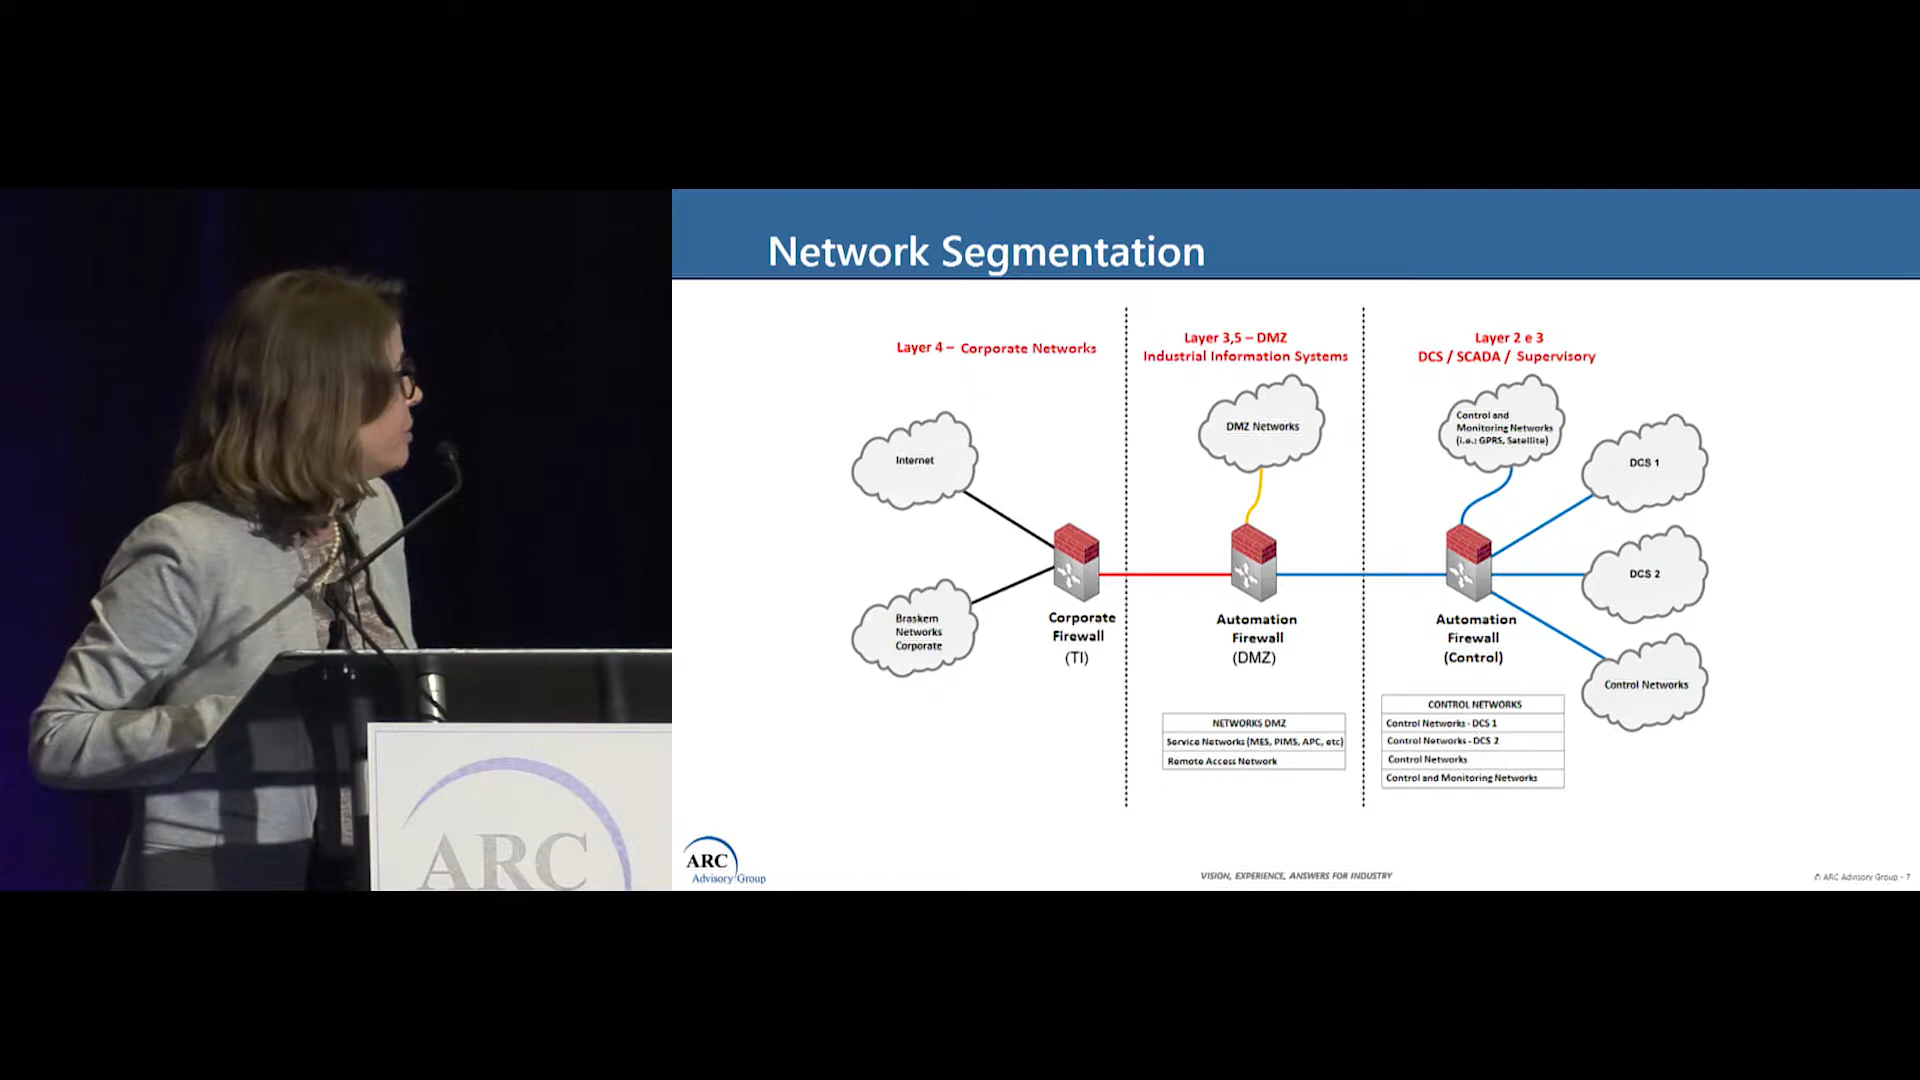 Network Segmentation
Layer 4 – Corporate Networks
Layer 3,5 – DMZ
Industrial Information Systems
Layer 2 e 3
DCS / SCADA / Supervisory
Internet
Braskem
Networks
Corporate
Corporate
Firewall
(TI)
DMZ Networks
Automation
Firewall
(DMZ)
Control and
Monitoring Networks
(i.e.: GPRS, Satellite)
DCS 1
DCS 2
Control Networks
Automation
Firewall
(Control)
NETWORKS DMZ
Service Networks (MES, PIMS, APC, etc)
Remote Access Network
CONTROL NETWORKS
Control Networks - DCS 1
Control Networks - DCS 2
Control Networks
Control and Monitoring Networks
ARC
Advisory Group
VISION, EXPERIENCE, ANSWERS FOR INDUSTRY
© ARC Advisory Group - 7
ARC